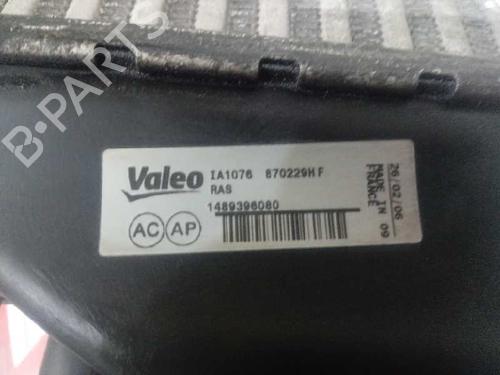 B-PARTS
Valeo
IA1076 870229H F
RAS
1489396080
AC AP
26/02/06
MADE IN 09
FRANCE